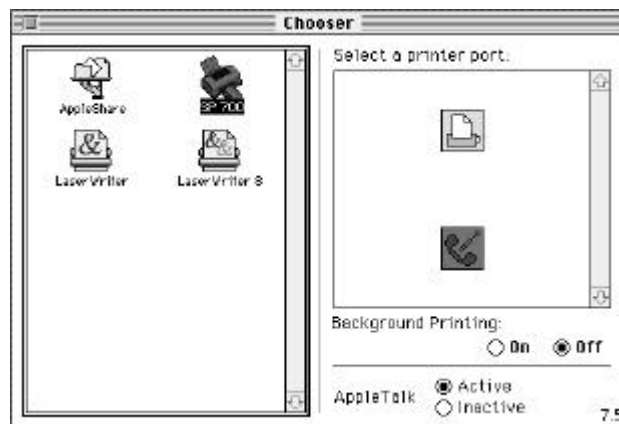 Chooser
AppleShare
SP 700
LaserWriter
LaserWriter 8
Select a printer port:
Background Printing:
On Off
AppleTalk
Active
Inactive
7.5